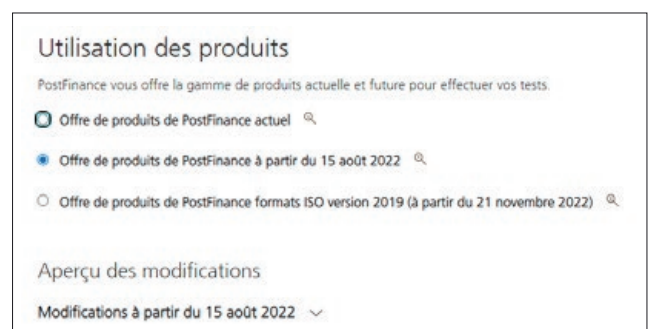 Utilisation des produits
PostFinance vous offre la gamme de produits actuelle et future pour effectuer vos tests.
Offre de produits de PostFinance actuel
Offre de produits de PostFinance à partir du 15 août 2022
Offre de produits de PostFinance formats ISO version 2019 (à partir du 21 novembre 2022)
Aperçu des modifications
Modifications à partir du 15 août 2022